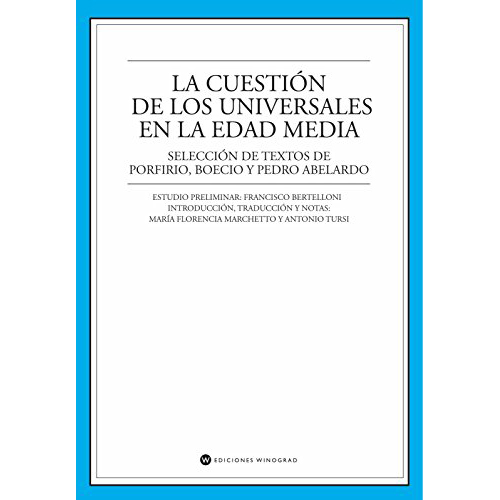 LA CUESTIÓN
DE LOS UNIVERSALES
EN LA EDAD MEDIA
SELECCIÓN DE TEXTOS DE
PORFIRIO, BOECIO Y PEDRO ABELARDO
ESTUDIO PRELIMINAR: FRANCISCO BERTELLONI
INTRODUCCIÓN, TRADUCCIÓN Y NOTAS:
MARÍA FLORENCIA MARCHETTO Y ANTONIO TURSI
W EDICIONES WINOGRAD